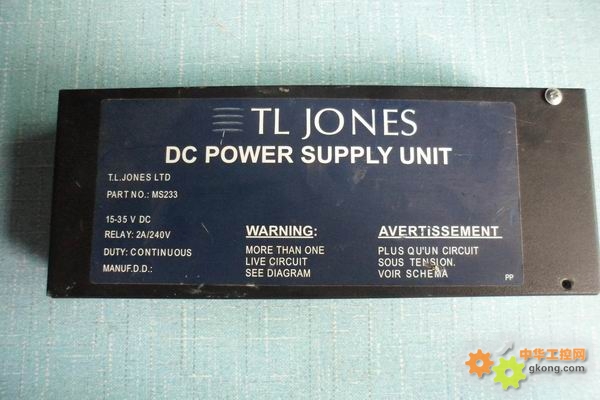 TL JONES
DC POWER SUPPLY UNIT
T.L.JONES LTD
PART NO.: MS233
15-35 V DC
RELAY: 2A/240V
DUTY: CONTINUOUS
MANUF.D.D.:
WARNING:
MORE THAN ONE
LIVE CIRCUIT
SEE DIAGRAM
AVERTiSSEMENT
PLUS QU'UN CIRCUIT
SOUS TENSION.
VOIR SCHEMA
PP
中华工控网
gkong.com